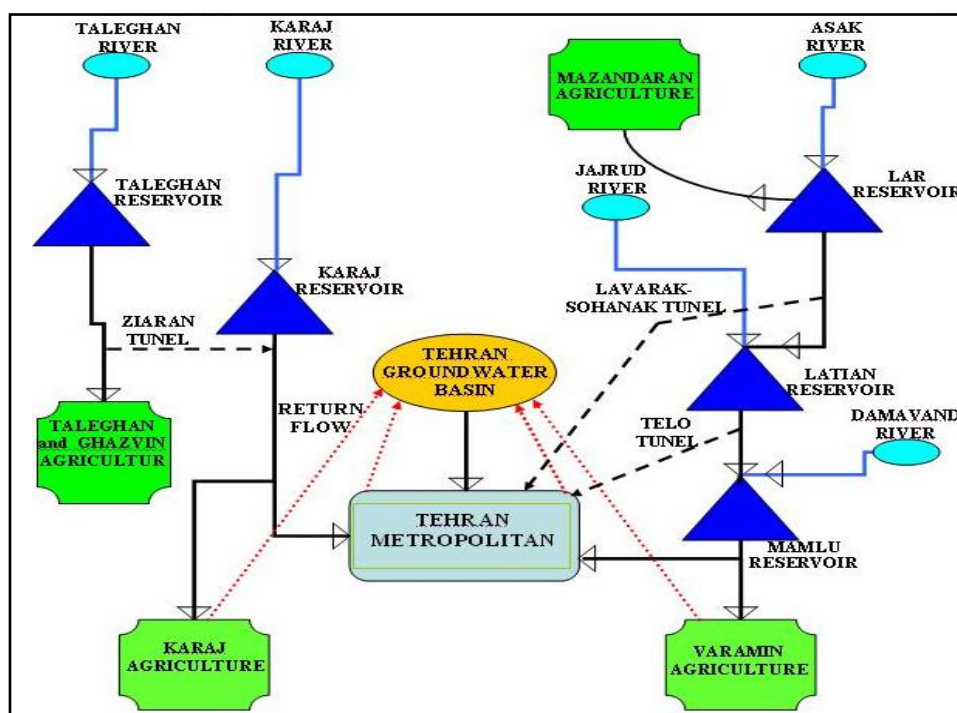 TALEGHAN
RIVER
KARAJ
RIVER
ASAK
RIVER
MAZANDARAN
AGRICULTURE
TALEGHAN
RESERVOIR
JAJRUD
RIVER
LAR
RESERVOIR
KARAJ
RESERVOIR
LAVARAK-
SOHANAK TUNEL
ZIARAN
TUNEL
TEHRAN
GROUNDWATER
BASIN
LATIAN
RESERVOIR
TALEGHAN
and GHAZVIN
AGRICULTUR
RETURN
FLOW
TELO
TUNEL
DAMAVAND
RIVER
TEHRAN
METROPOLITAN
MAMLU
RESERVOIR
KARAJ
AGRICULTURE
VARAMIN
AGRICULTURE